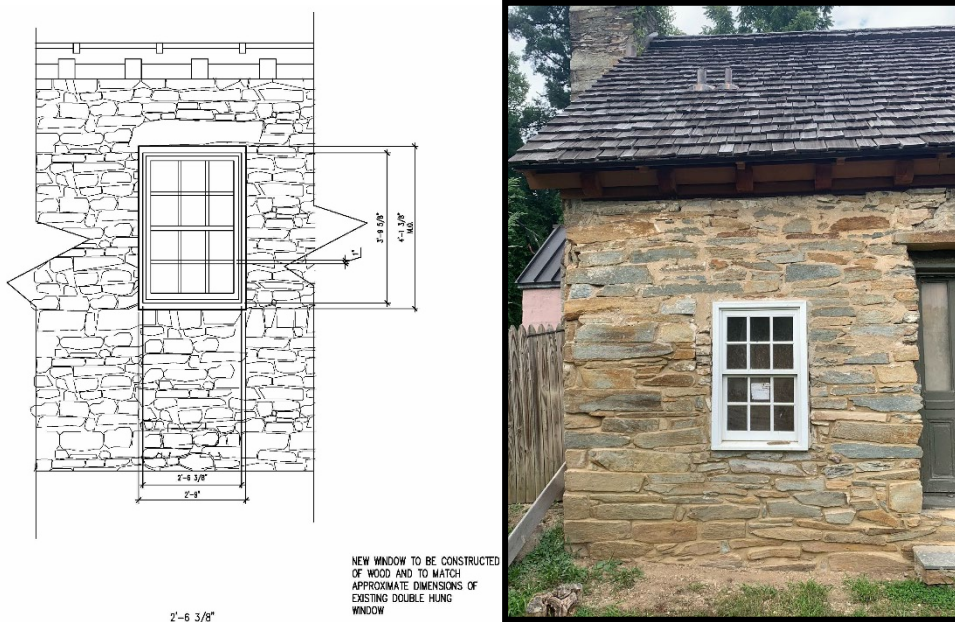 1"
3'-9 5/8"
4'-1 3/8"
M.O.
2'-6 3/8"
2'-8"
NEW WINDOW TO BE CONSTRUCTED
OF WOOD AND TO MATCH
APPROXIMATE DIMENSIONS OF
EXISTING DOUBLE HUNG
WINDOW
2'-6 3/8"